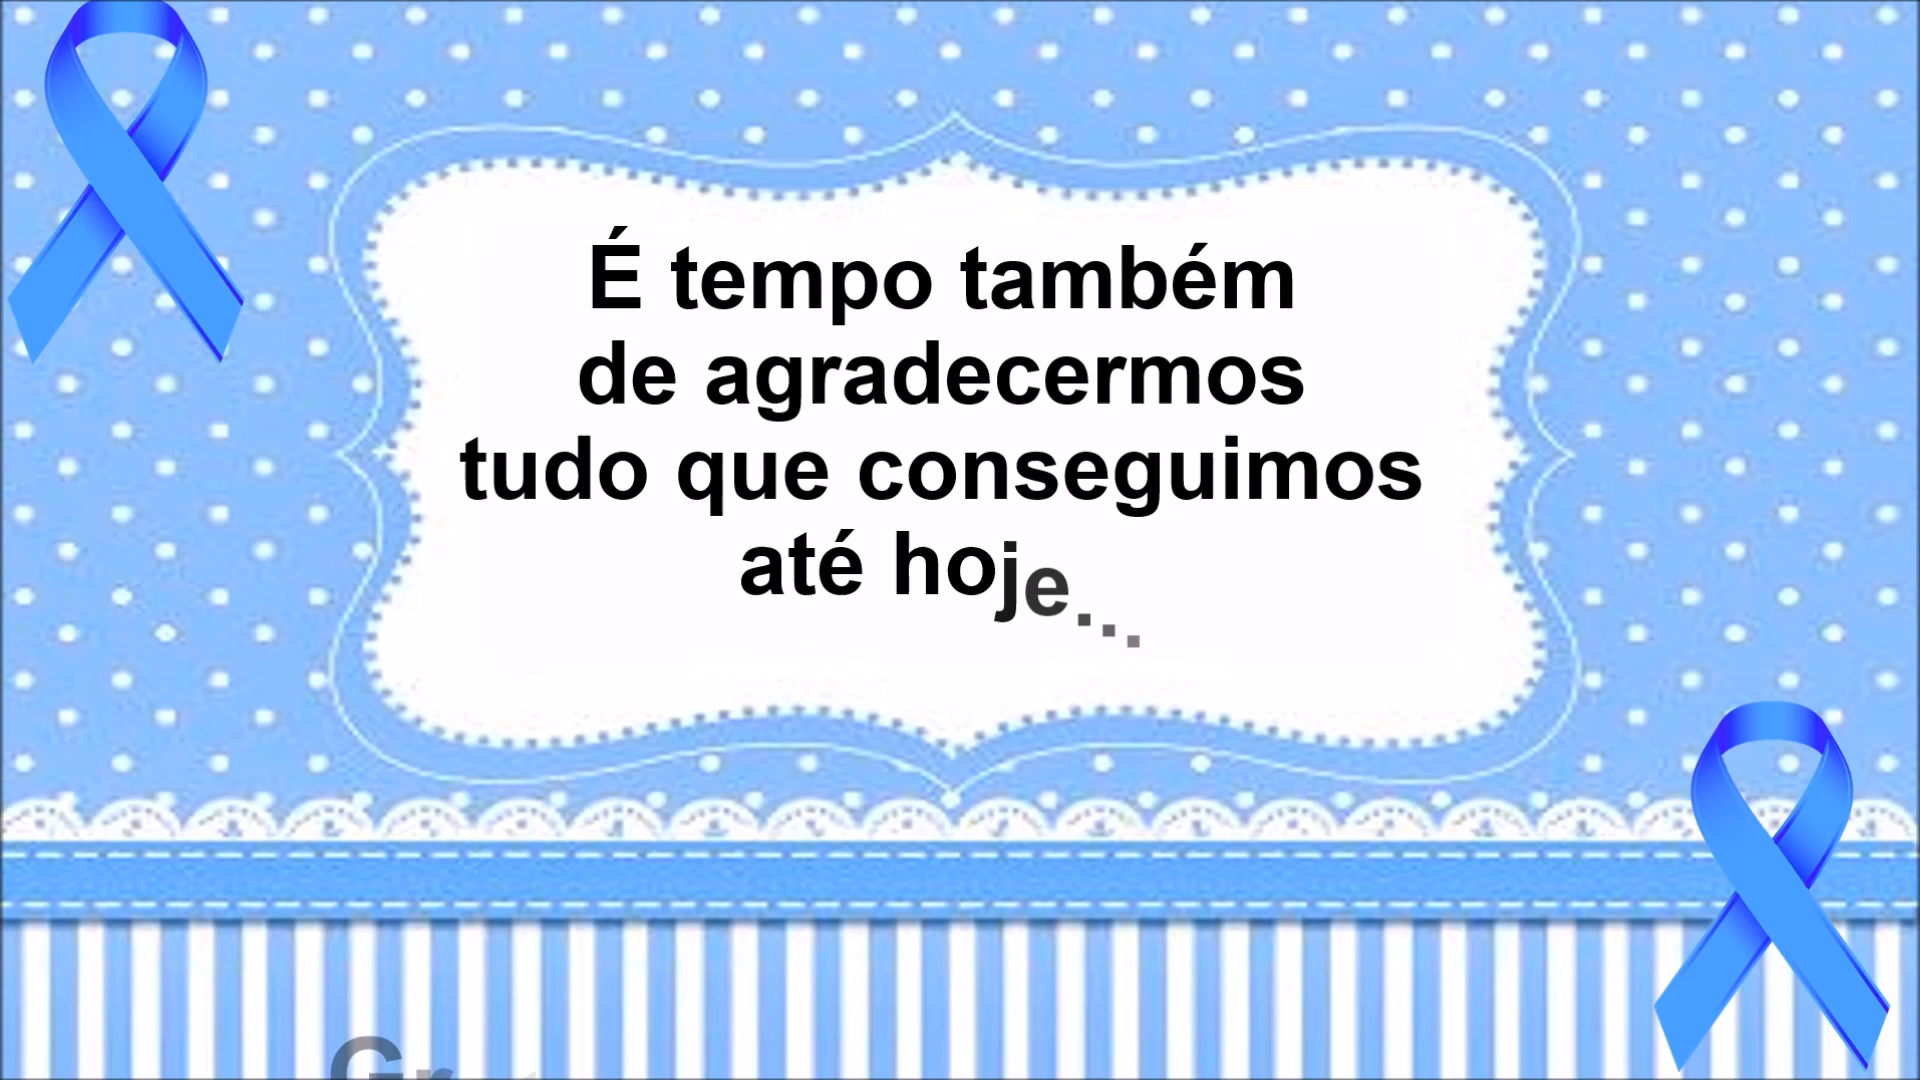 É tempo também
de agradecermos
tudo que conseguimos
até hoje...